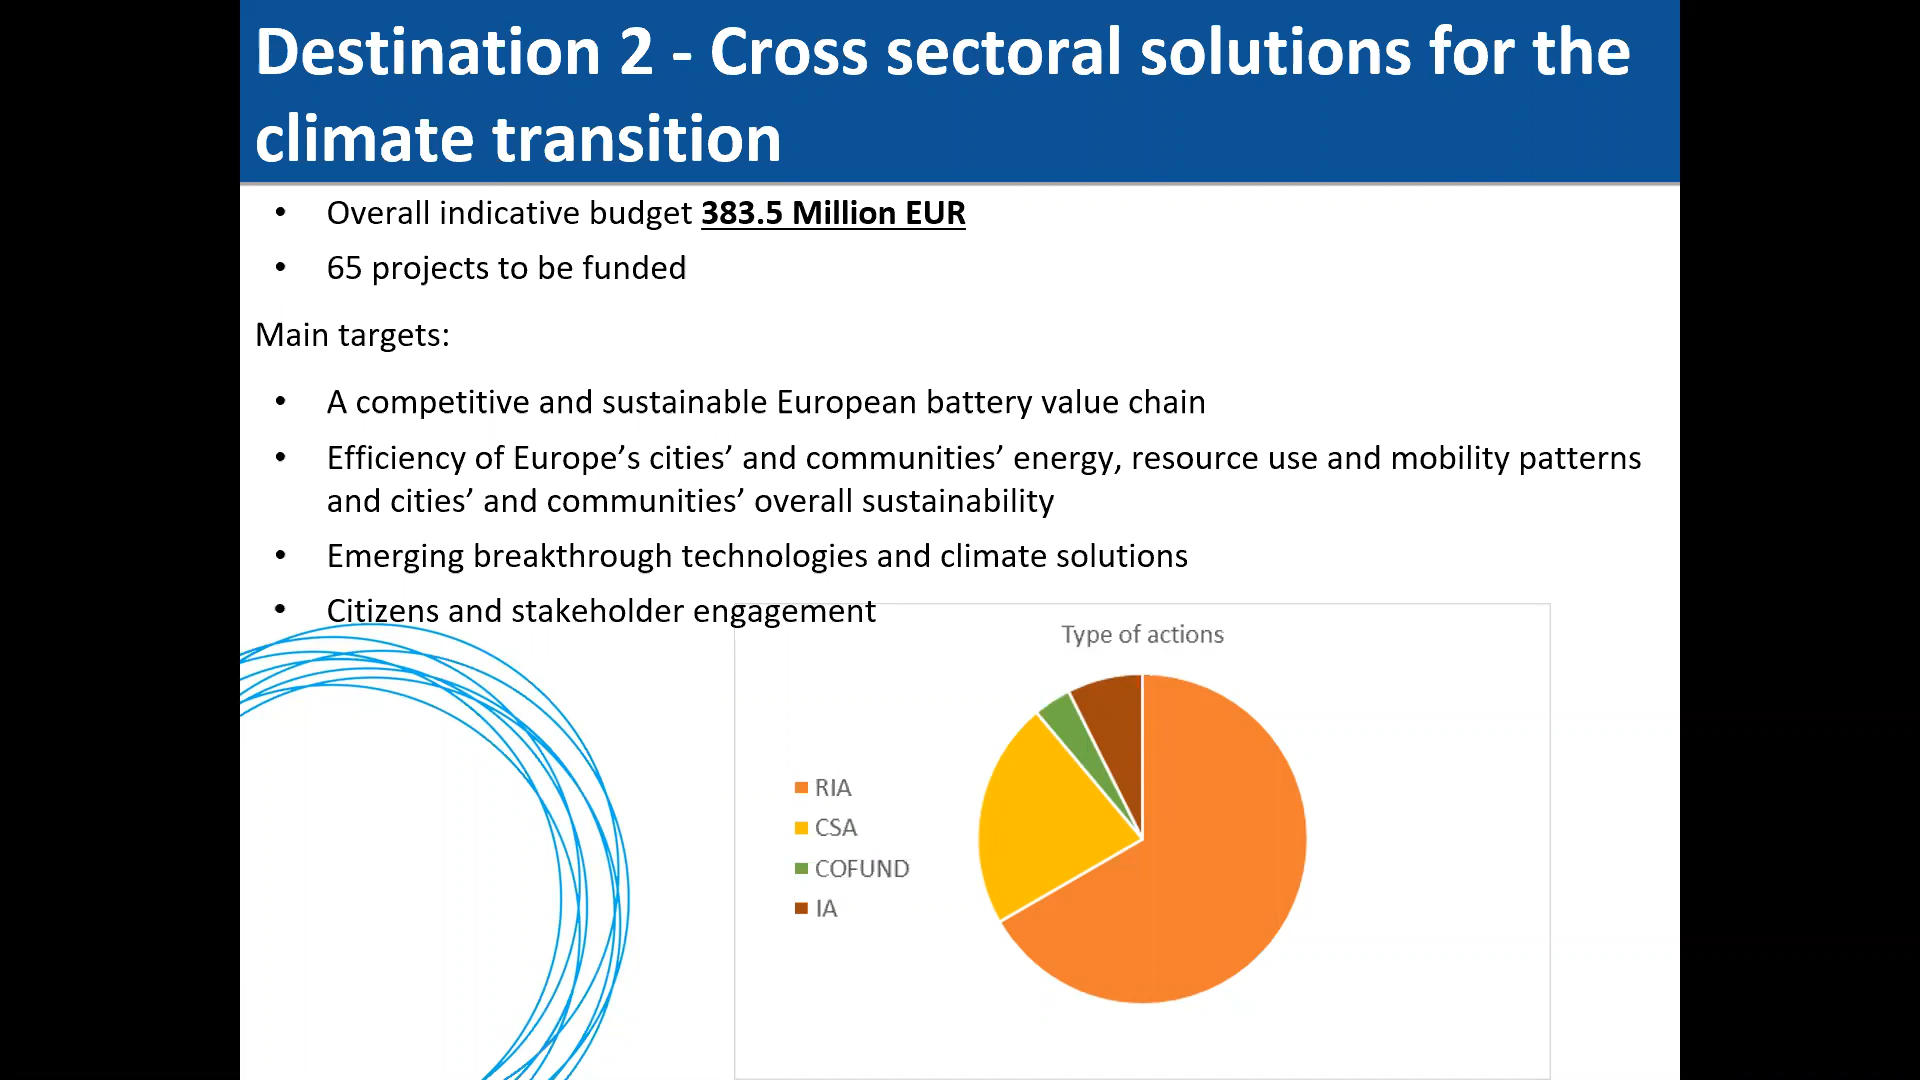 Destination 2 - Cross sectoral solutions for the
climate transition
• Overall indicative budget 383.5 Million EUR
• 65 projects to be funded
Main targets:
• A competitive and sustainable European battery value chain
• Efficiency of Europe’s cities’ and communities’ energy, resource use and mobility patterns
and cities’ and communities’ overall sustainability
• Emerging breakthrough technologies and climate solutions
• Citizens and stakeholder engagement
Type of actions
RIA
CSA
COFUND
IA